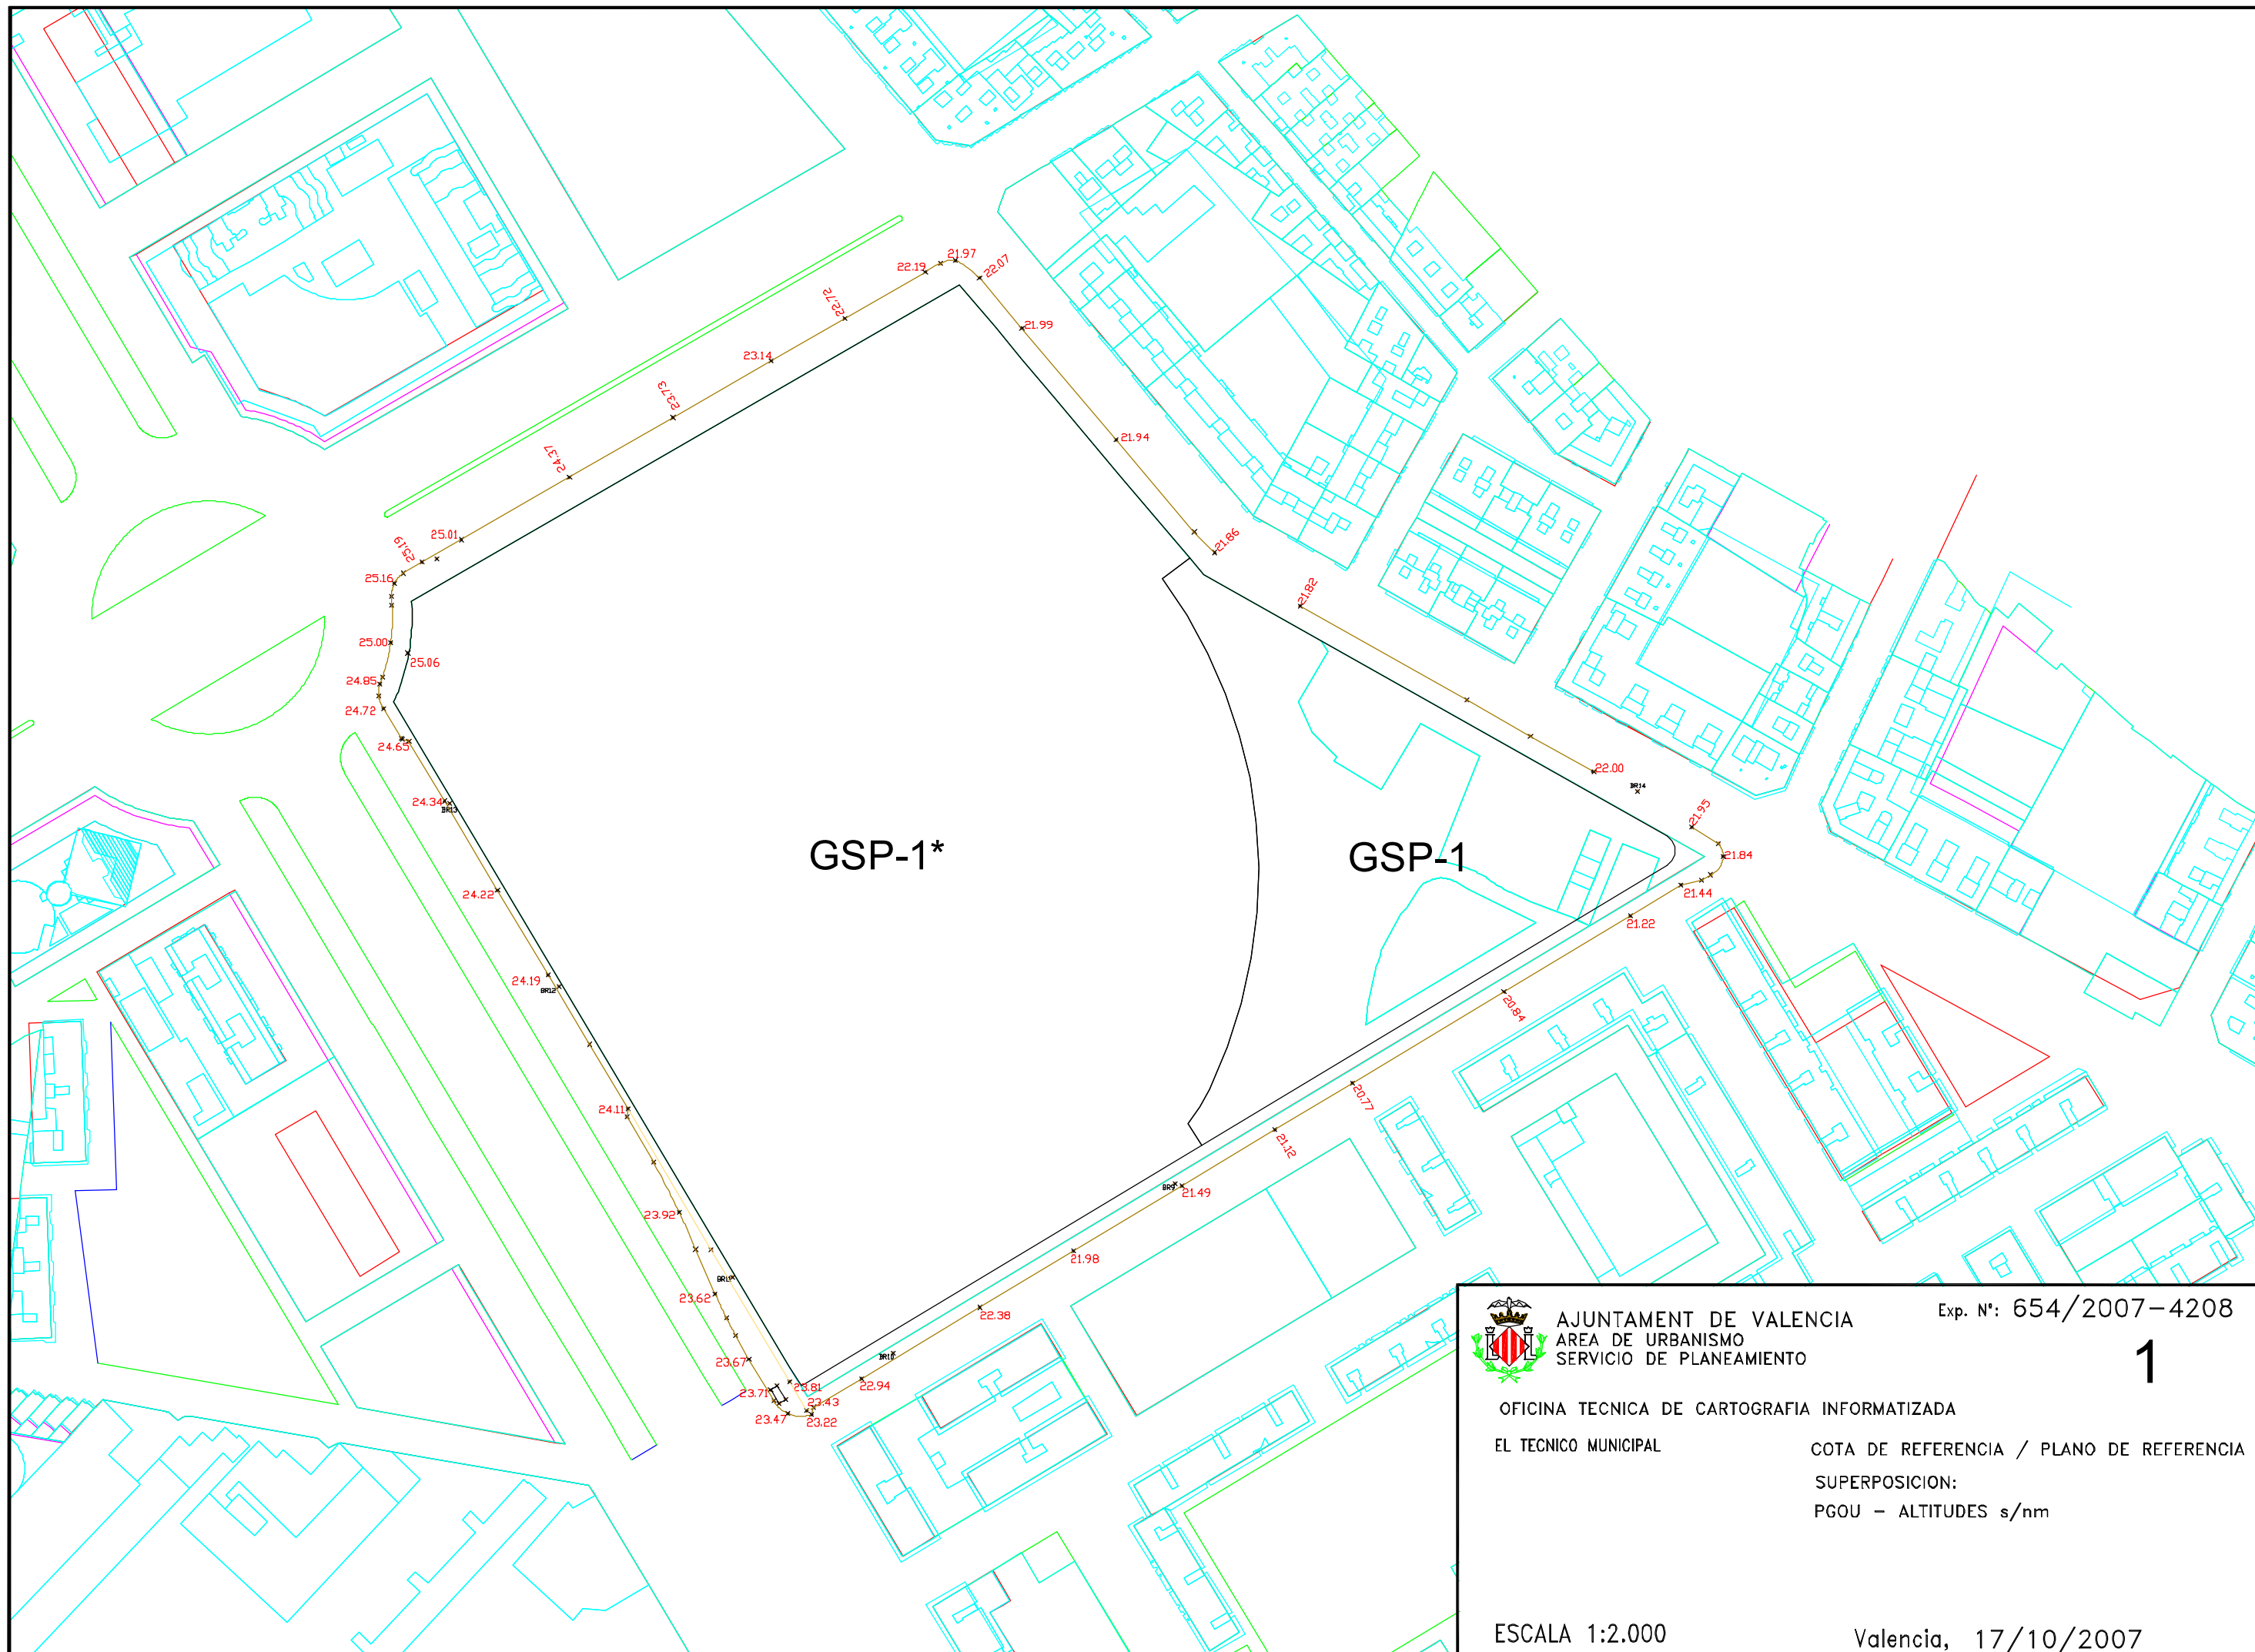 21.97
22.19
22.07
22.72
21.99
23.14
23.73
21.94
24.37
25.01
21.86
25.19
25.16
21.82
25.00
25.06
24.85
24.72
24.65
22.00
BR14
24.34
BR13
21.95
GSP-1*
GSP-1
21.84
24.22
21.44
21.22
24.19
BR12
20.84
24.11
20.77
21.12
BR9
21.49
23.92
21.98
23.62
22.38
BR10
23.67
22.94
23.71
23.81
23.43
23.47
23.22
AJUNTAMENT DE VALENCIA
AREA DE URBANISMO
SERVICIO DE PLANEAMIENTO
Exp. Nº: 654/2007-4208
1
OFICINA TECNICA DE CARTOGRAFIA INFORMATIZADA
EL TECNICO MUNICIPAL
COTA DE REFERENCIA / PLANO DE REFERENCIA
SUPERPOSICION:
PGOU - ALTITUDES s/nm
ESCALA 1:2.000
Valencia, 17/10/2007